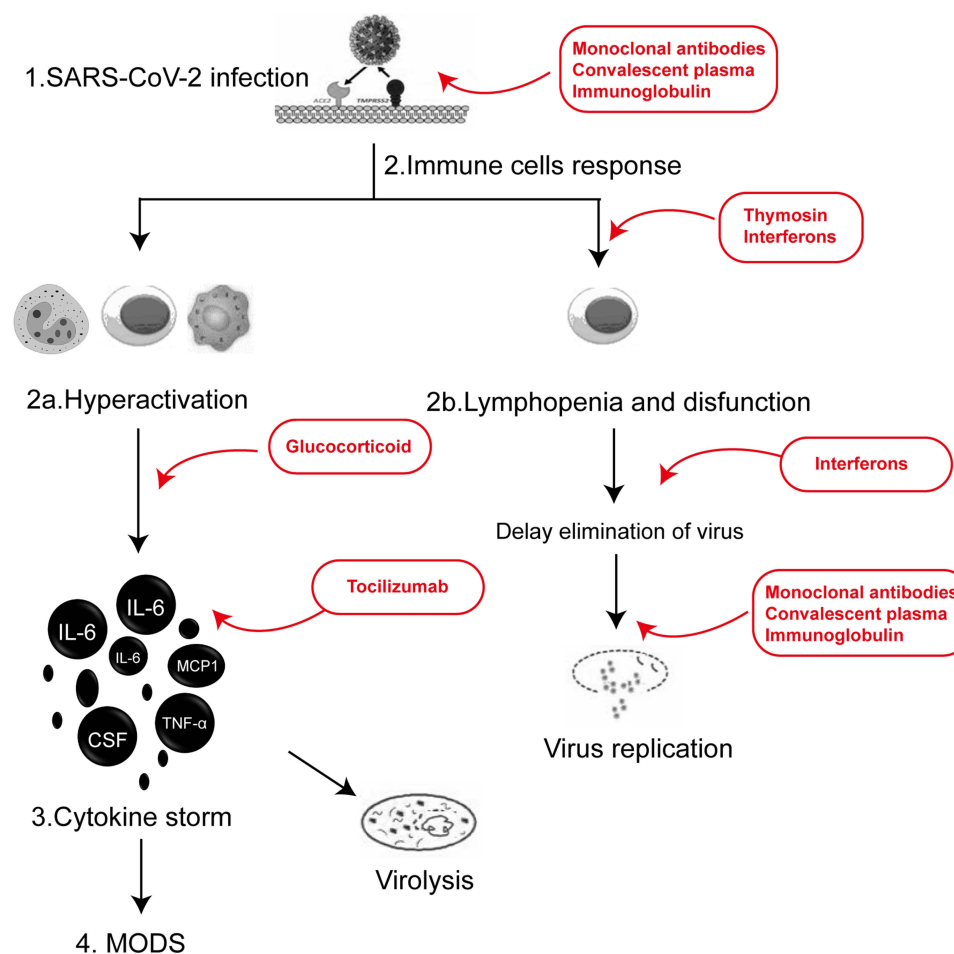 1.SARS-CoV-2 infection
ACE2
TMPRSS2
Monoclonal antibodies
Convalescent plasma
Immunoglobulin
2.Immune cells response
Thymosin
Interferons
2a.Hyperactivation
2b.Lymphopenia and disfunction
Glucocorticoid
Interferons
Delay elimination of virus
Tocilizumab
Monoclonal antibodies
Convalescent plasma
Immunoglobulin
IL-6
IL-6
IL-6
MCP1
CSF
TNF-α
Virus replication
3.Cytokine storm
Virolysis
4. MODS